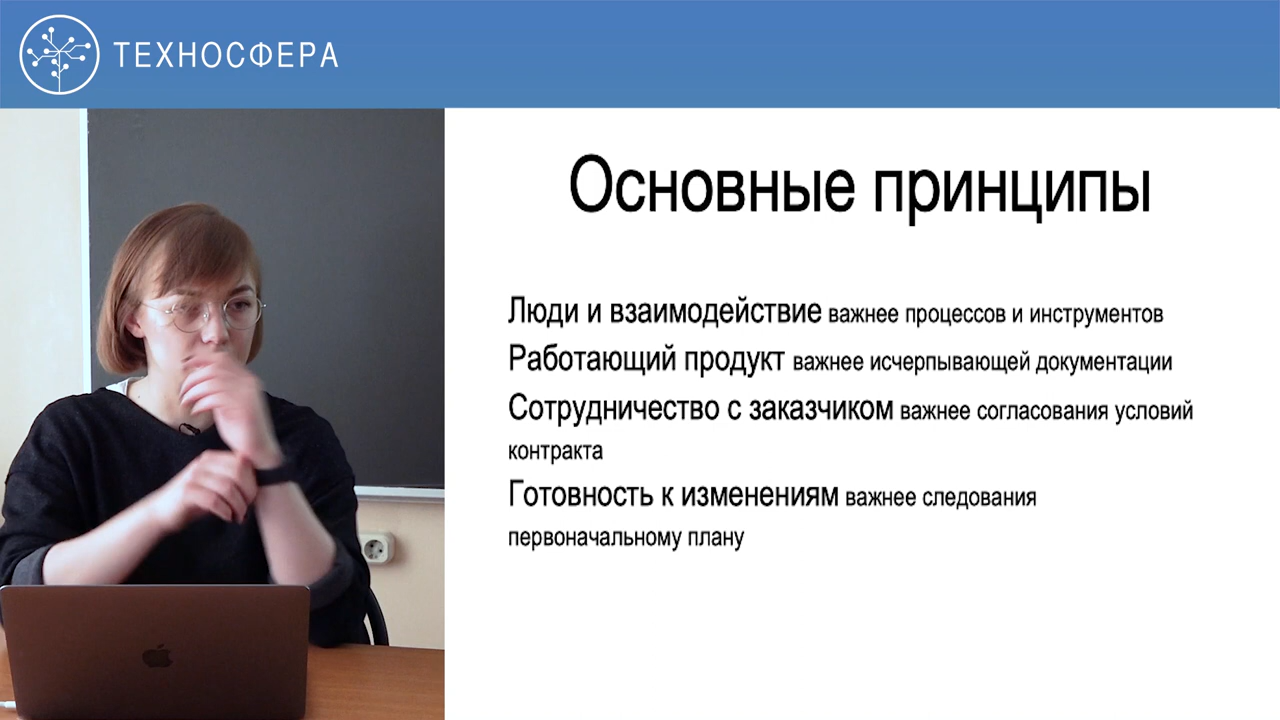 ТЕХНОСФЕРА
Основные принципы
Люди и взаимодействие важнее процессов и инструментов
Работающий продукт важнее исчерпывающей документации
Сотрудничество с заказчиком важнее согласования условий
контракта
Готовность к изменениям важнее следования
первоначальному плану